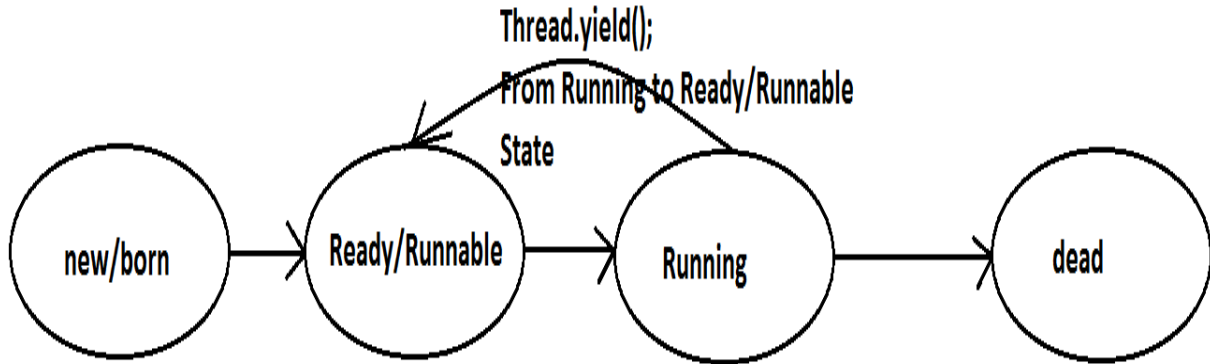 Thread.yield();
From Running to Ready/Runnable
State
new/born
Ready/Runnable
Running
dead